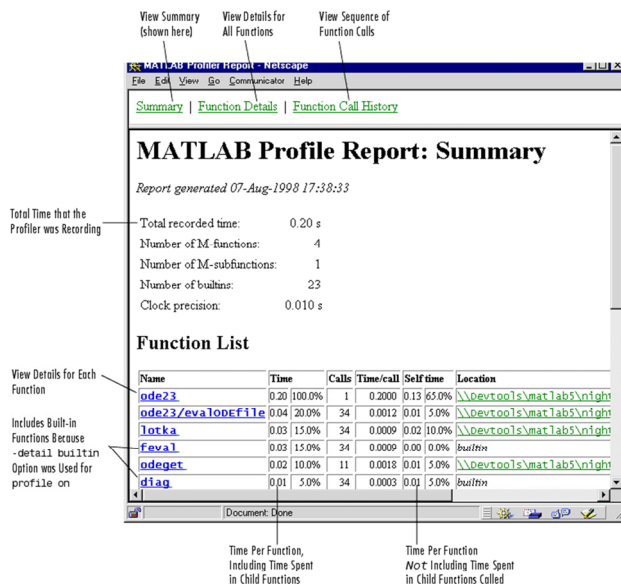 View Summary
(shown here)
View Details for
All Functions
View Sequence of
Function Calls
MATLAB Profiler Report - Netscape
File Edit View Go Communicator Help
Summary | Function Details | Function Call History
MATLAB Profile Report: Summary
Report generated 07-Aug-1998 17:38:33
Total Time that the
Profiler was Recording
Total recorded time: 0.20 s
Number of M-functions: 4
Number of M-subfunctions: 1
Number of builtins: 23
Clock precision: 0.010 s
Function List
View Details for Each
Function
Includes Built-in
Functions Because
-detail builtin
Option was Used for
profile on
Name Time Calls Time/call Self time Location
ode23 0.20 100.0% 1 0.2000 0.13 65.0% \\Devtools\matlab5\night
ode23/evalODEfile 0.04 20.0% 34 0.0012 0.01 5.0% \\Devtools\matlab5\night
lotka 0.03 15.0% 34 0.0009 0.02 10.0% \\Devtools\matlab5\night
feval 0.03 15.0% 34 0.0009 0.00 0.0% builtin
odeget 0.02 10.0% 11 0.0018 0.01 5.0% \\Devtools\matlab5\night
diag 0.01 5.0% 34 0.0003 0.01 5.0% builtin
Document: Done
Time Per Function,
Including Time Spent
in Child Functions
Time Per Function
Not Including Time Spent
in Child Functions Called